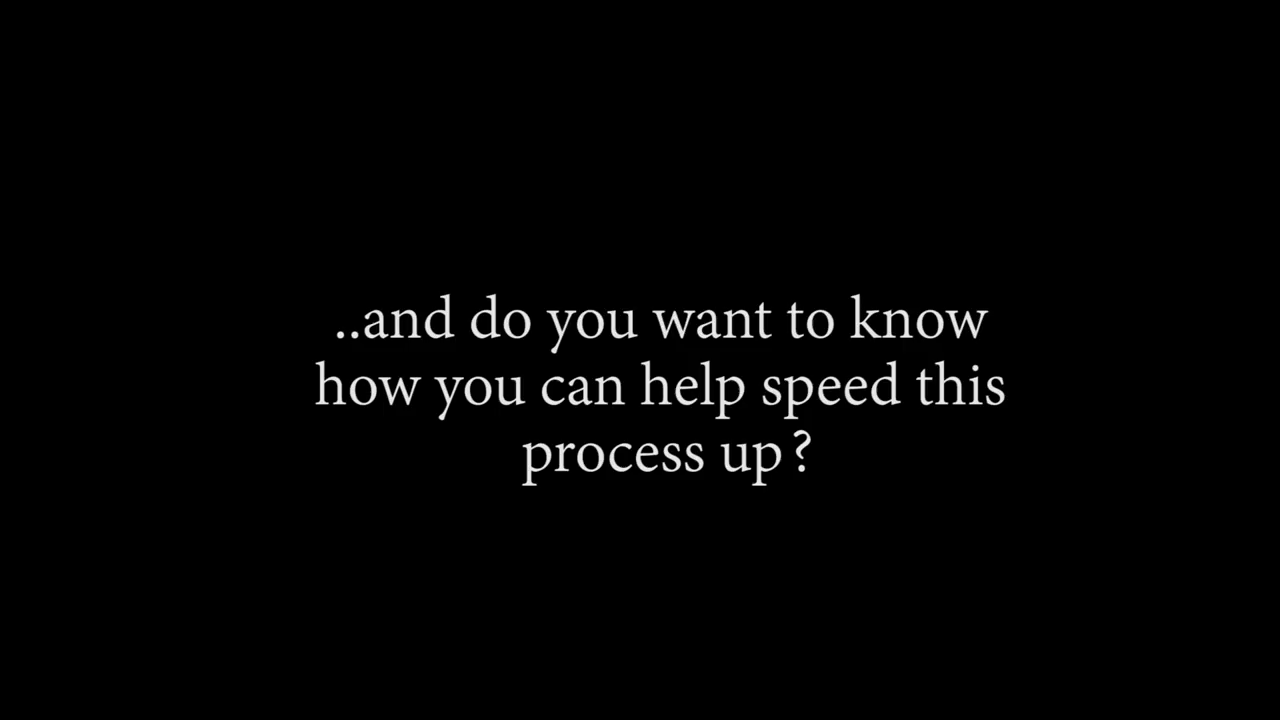 ..and do you want to know
how you can help speed this
process up?